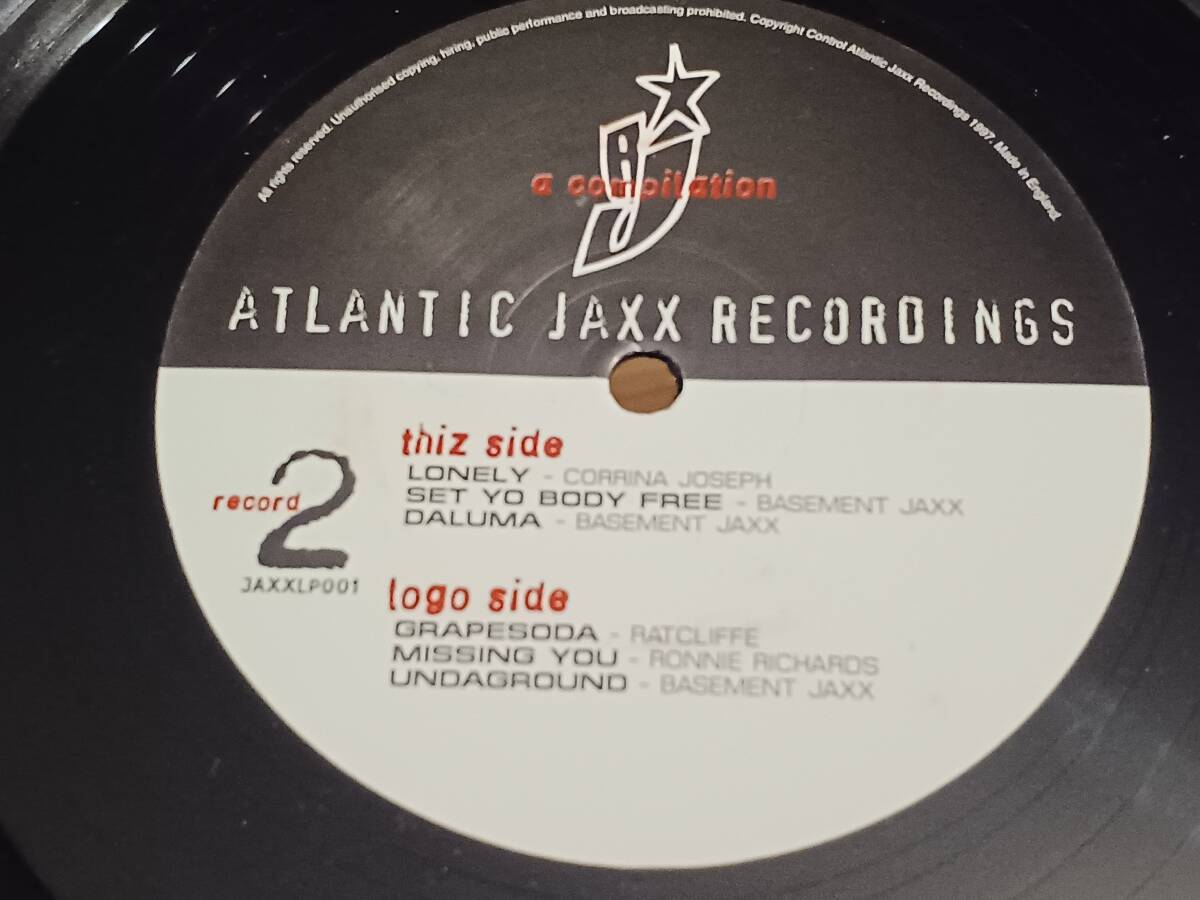 All rights reserved. Unauthorised copying, hiring, public performance and broadcasting prohibited. Copyright Control Atlantic Jaxx Recordings 1997. Made in England.
AJ
a compilation
ATLANTIC JAXX RECORDINGS
thiz side
LONELY - CORRINA JOSEPH
SET YO BODY FREE - BASEMENT JAXX
DALUMA - BASEMENT JAXX
record 2
JAXXLP001
logo side
GRAPESODA - RATCLIFFE
MISSING YOU - RONNIE RICHARDS
UNDAGROUND - BASEMENT JAXX